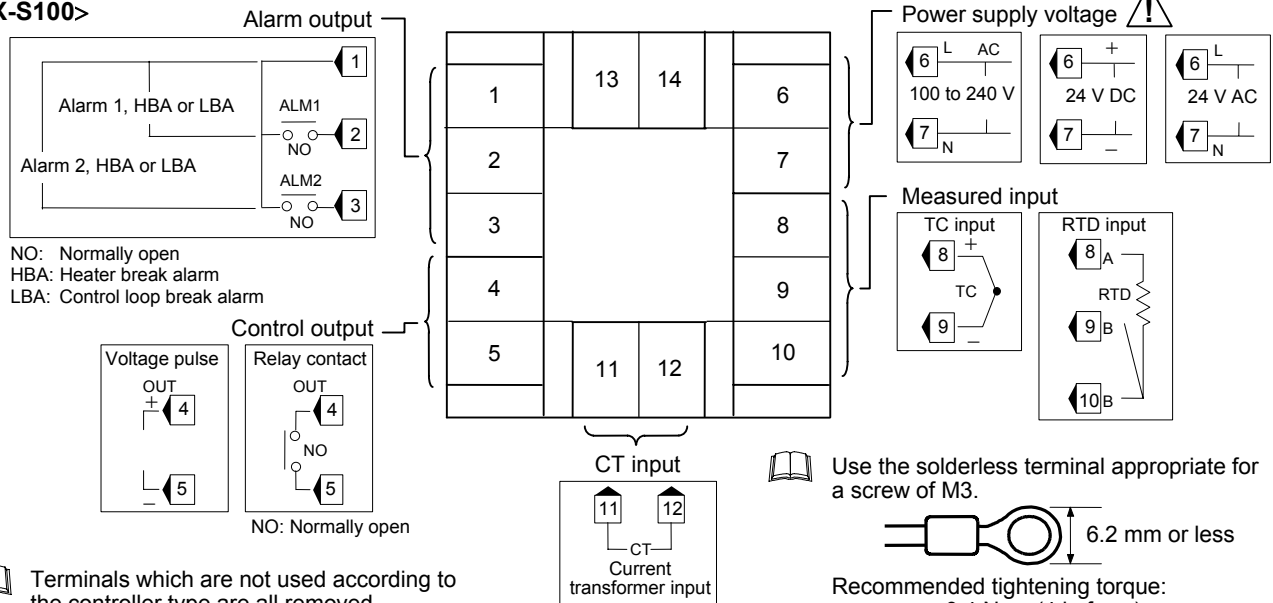 -S100>
Alarm output
1
Alarm 1, HBA or LBA
ALM1
2
NO
Alarm 2, HBA or LBA
ALM2
3
NO
NO: Normally open
HBA: Heater break alarm
LBA: Control loop break alarm
Control output
Voltage pulse
OUT
+
4
–
5
Relay contact
OUT
4
NO
5
NO: Normally open
13 14
1
2
3
4
5
6
7
8
9
10
11 12
CT input
11 12
CT
Current
transformer input
Power supply voltage !
6 L AC
100 to 240 V
7 N
6 +
24 V DC
7 –
6 L
24 V AC
7 N
Measured input
TC input
8 +
TC
9 –
RTD input
8 A
RTD
9 B
10 B
Use the solderless terminal appropriate for
a screw of M3.
6.2 mm or less
Recommended tightening torque:
Terminals which are not used according to
the controller type are all removed